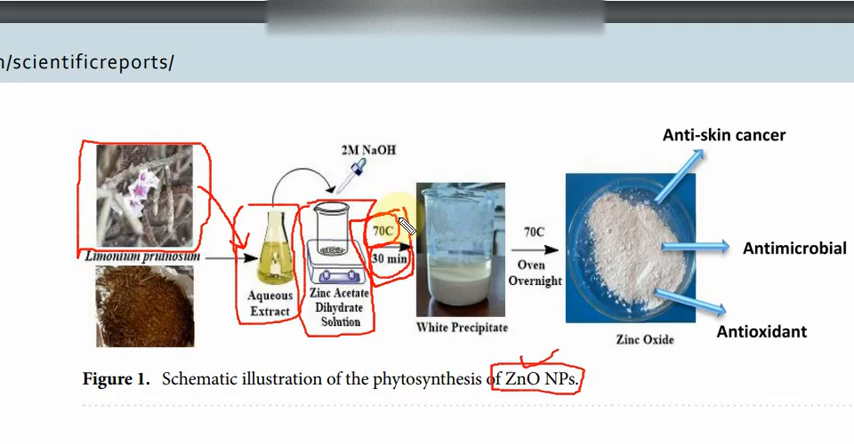 n/scientificreports/
Anti-skin cancer
2M NaOH
70C
30 min
70C
Oven
Overnight
Antimicrobial
Limonium pruinosum
Aqueous
Extract
Zinc Acetate
Dihydrate
Solution
White Precipitate
Antioxidant
Zinc Oxide
Figure 1. Schematic illustration of the phytosynthesis of ZnO NPs.